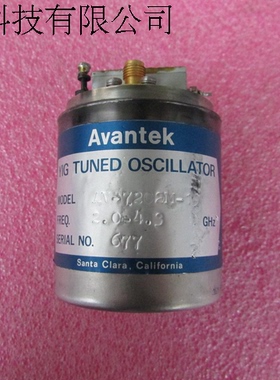 科技有限公司
Avantek
YIG TUNED OSCILLATOR
MODEL
FREQ. GHz
SERIAL NO. 677
Santa Clara, California